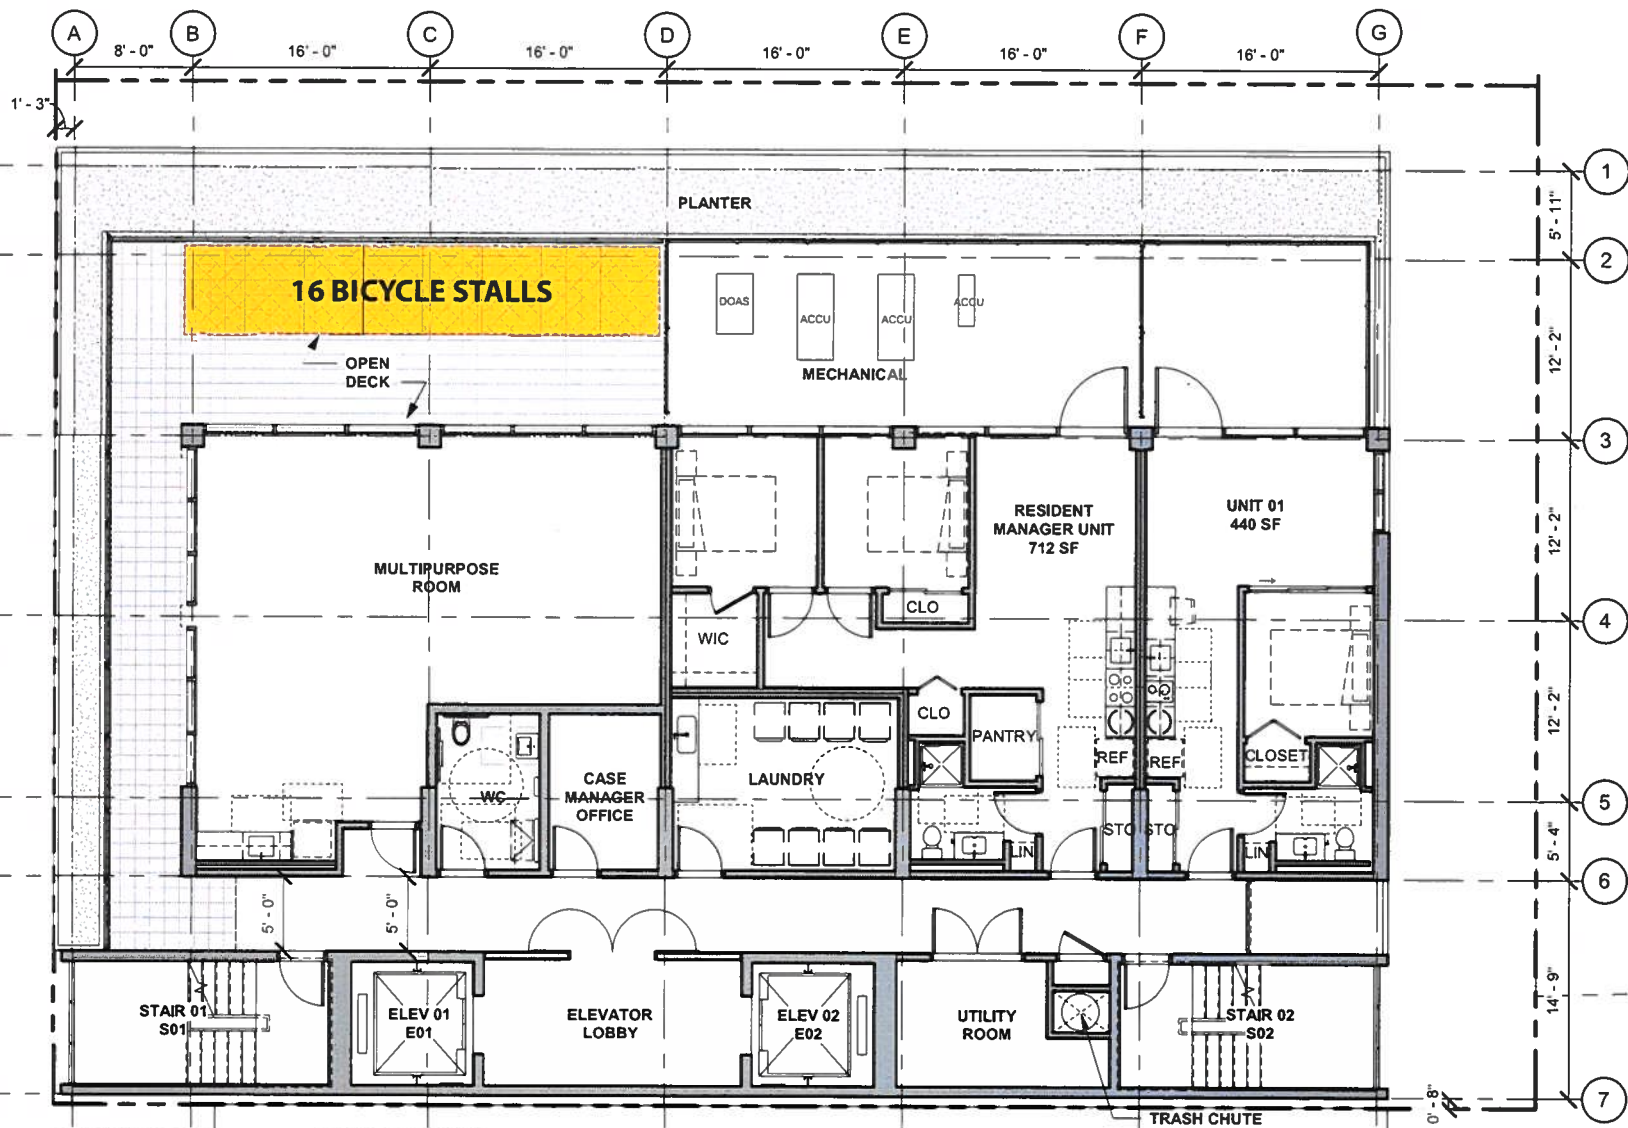 A B C D E F G
8' - 0" 16' - 0" 16' - 0" 16' - 0" 16' - 0" 16' - 0"
1' - 3"
1
PLANTER
5' - 11"
2
16 BICYCLE STALLS
DOAS
ACCU
ACCU
ACCU
OPEN
DECK
MECHANICAL
12' - 2"
3
RESIDENT
MANAGER UNIT
712 SF
UNIT 01
440 SF
12' - 2"
MULTIPURPOSE
ROOM
CLO
WIC
4
CLO
PANTRY
12' - 2"
REF
REF
CLOSET
WC
CASE
MANAGER
OFFICE
LAUNDRY
5
STO
STO
LIN
LIN
5' - 4"
6
5' - 0"
5' - 0"
STAIR 01
S01
ELEV 01
E01
ELEVATOR
LOBBY
ELEV 02
E02
UTILITY
ROOM
STAIR 02
S02
14' - 9"
7
0' - 8"
TRASH CHUTE